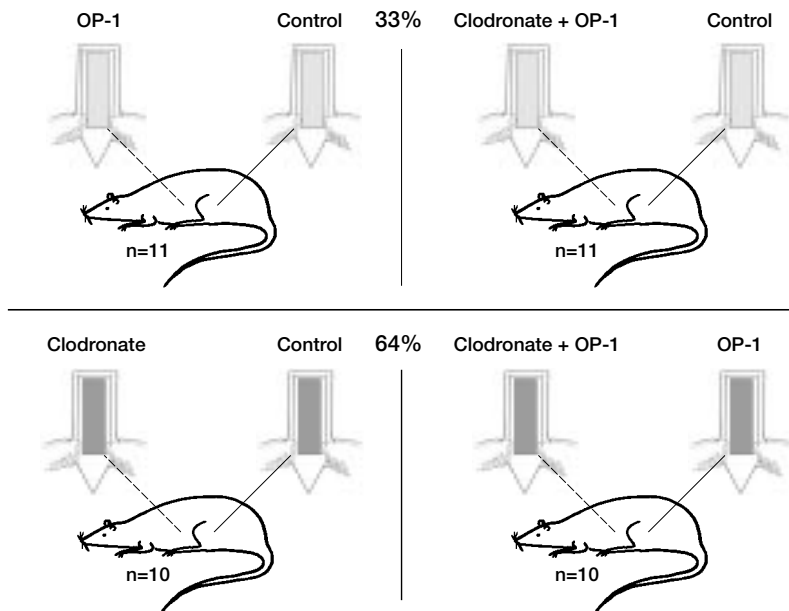 OP-1 Control 33% Clodronate + OP-1 Control
n=11 n=11
Clodronate Control 64% Clodronate + OP-1 OP-1
n=10 n=10